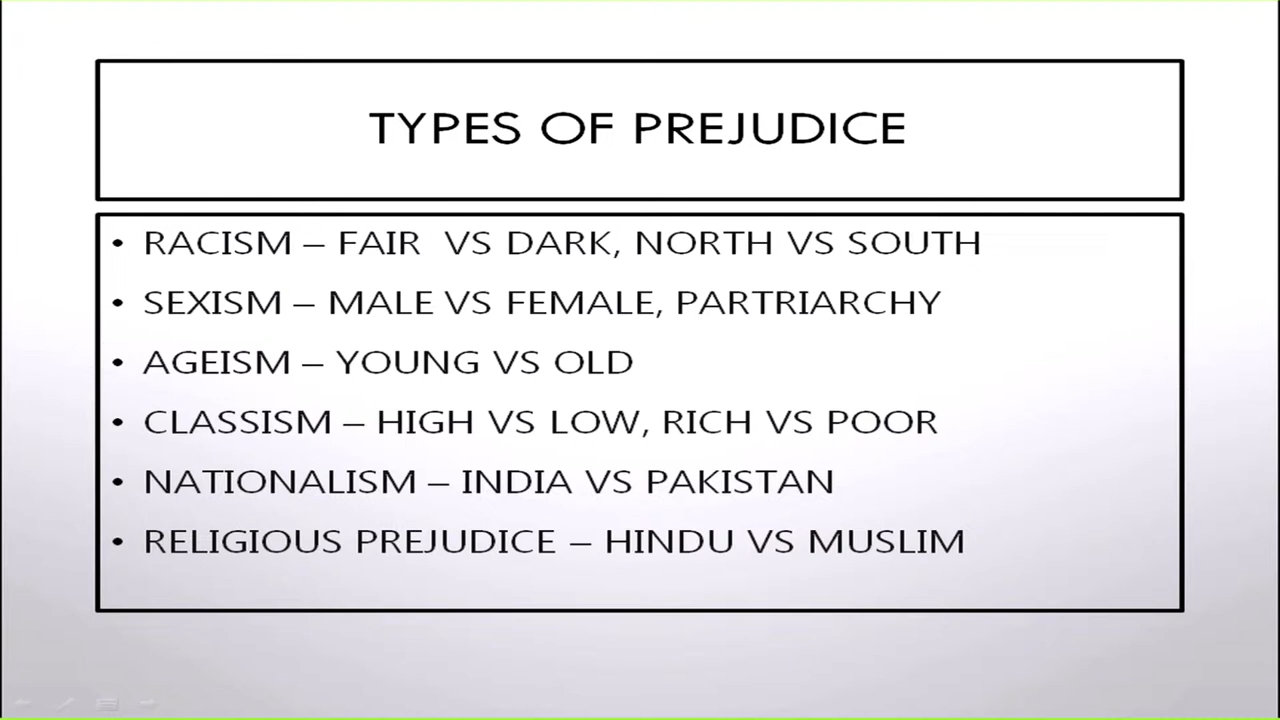 TYPES OF PREJUDICE
• RACISM – FAIR VS DARK, NORTH VS SOUTH
• SEXISM – MALE VS FEMALE, PARTRIARCHY
• AGEISM – YOUNG VS OLD
• CLASSISM – HIGH VS LOW, RICH VS POOR
• NATIONALISM – INDIA VS PAKISTAN
• RELIGIOUS PREJUDICE – HINDU VS MUSLIM